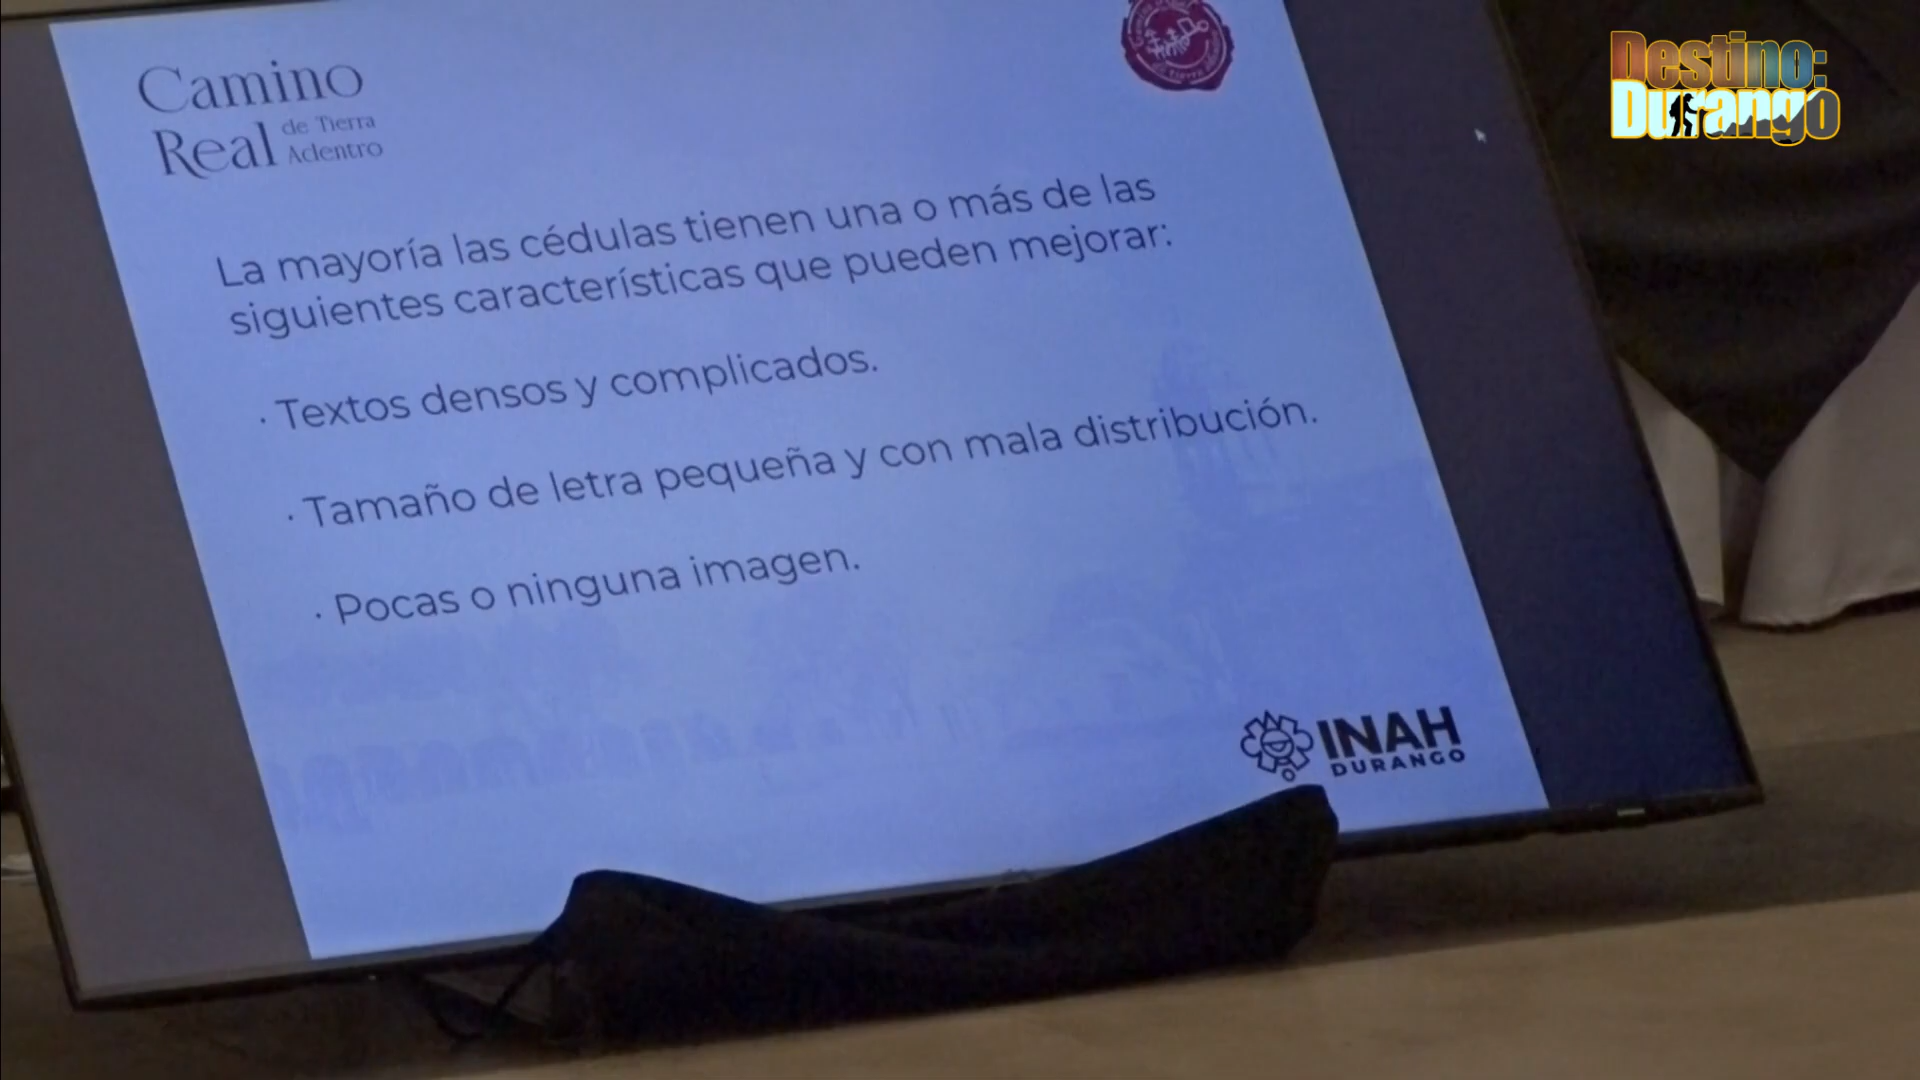 Camino
Real de Tierra
Adentro
Destino:
Durango
La mayoría las cédulas tienen una o más de las
siguientes características que pueden mejorar:
· Textos densos y complicados.
· Tamaño de letra pequeña y con mala distribución.
· Pocas o ninguna imagen.
INAH
DURANGO